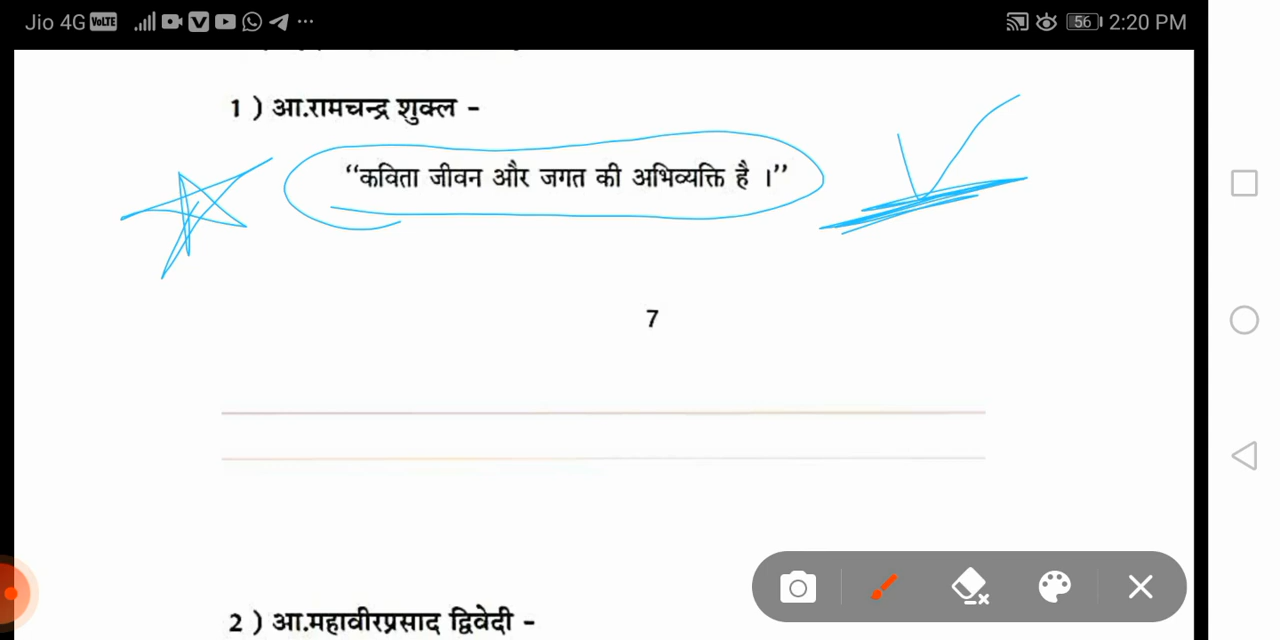 Jio 4G VoLTE 56 2:20 PM
1 ) आ.रामचन्द्र शुक्ल -
‘‘कविता जीवन और जगत की अभिव्यक्ति है ।’’
7
2 ) आ.महावीरप्रसाद द्विवेदी -